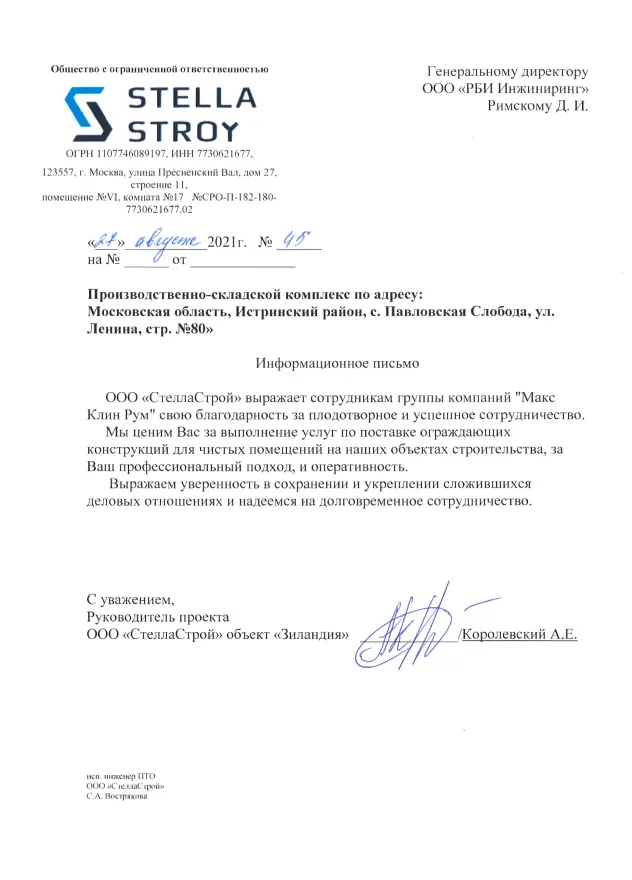 Общество с ограниченной ответственностью
STELLA
STROY
ОГРН 1107746089197, ИНН 7730621677,
123557, г. Москва, улица Пресненский Вал, дом 27,
строение 11,
помещение №VI, комната №17 №СРО-П-182-180-
7730621677.02
Генеральному директору
ООО «РБИ Инжиниринг»
Римскому Д. И.
«27» августа 2021г. № 45
на № ______ от ______________
Производственно-складской комплекс по адресу:
Московская область, Истринский район, с. Павловская Слобода, ул.
Ленина, стр. №80»
Информационное письмо
ООО «СтеллаСтрой» выражает сотрудникам группы компаний "Макс
Клин Рум" свою благодарность за плодотворное и успешное сотрудничество.
Мы ценим Вас за выполнение услуг по поставке ограждающих
конструкций для чистых помещений на наших объектах строительства, за
Ваш профессиональный подход, и оперативность.
Выражаем уверенность в сохранении и укреплении сложившихся
деловых отношениях и надеемся на долговременное сотрудничество.
С уважением,
Руководитель проекта
ООО «СтеллаСтрой» объект «Зиландия» _____________/Королевский А.Е.
исп. инженер ПТО
ООО «СтеллаСтрой»
С.А. Вострякова